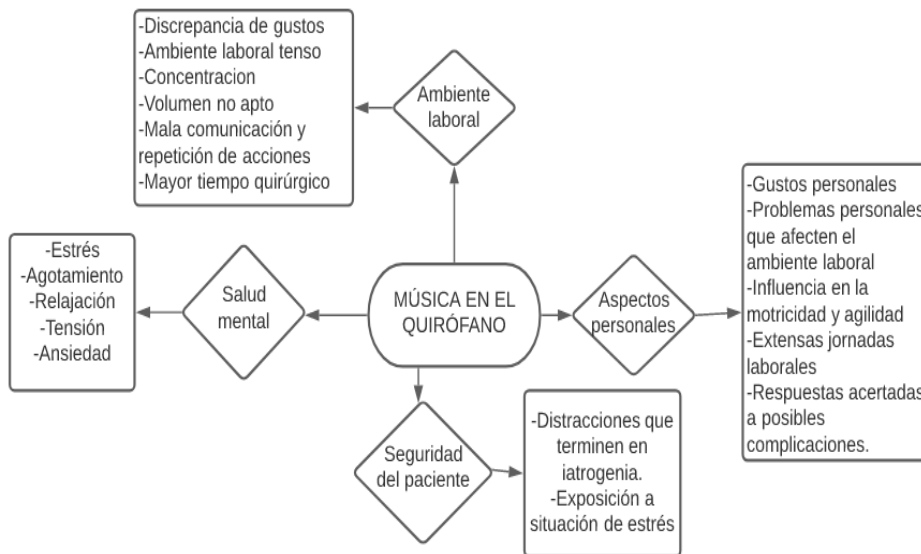 -Discrepancia de gustos
-Ambiente laboral tenso
-Concentracion
-Volumen no apto
-Mala comunicación y
repetición de acciones
-Mayor tiempo quirúrgico
Ambiente
laboral
-Estrés
-Agotamiento
-Relajación
-Tensión
-Ansiedad
Salud
mental
MÚSICA EN EL
QUIRÓFANO
Aspectos
personales
-Gustos personales
-Problemas personales
que afecten el
ambiente laboral
-Influencia en la
motricidad y agilidad
-Extensas jornadas
laborales
-Respuestas acertadas
a posibles
complicaciones.
Seguridad
del paciente
-Distracciones que
terminen en
iatrogenia.
-Exposición a
situación de estrés